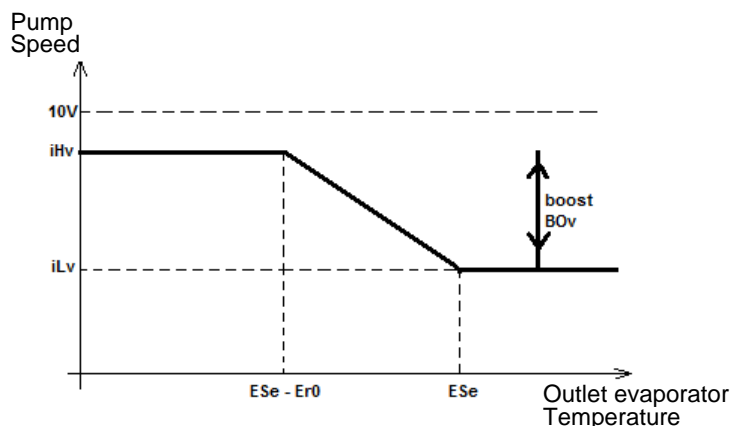 Pump
Speed
10V
iHv
boost
BOv
iLv
ESe - Er0
ESe
Outlet evaporator
Temperature